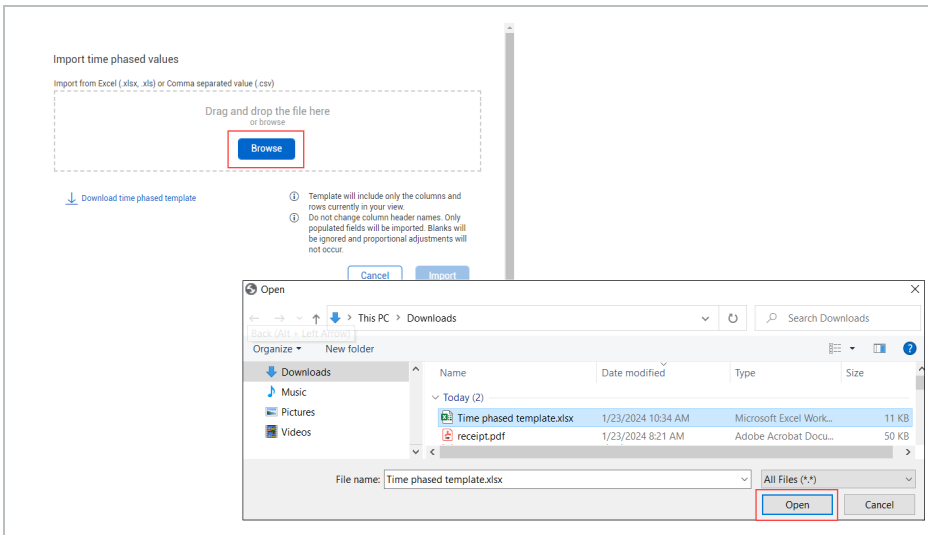 Import time phased values
Import from Excel (.xlsx, .xls) or Comma separated value (.csv)
Drag and drop the file here
or browse
Browse
Download time phased template
Template will include only the columns and
rows currently in your view.
Do not change column header names. Only
populated fields will be imported. Blanks will
be ignored and proportional adjustments will
not occur.
Cancel
Import
Open
This PC > Downloads
Search Downloads
Back (Alt + Left Arrow)
Organize
New folder
Downloads
Music
Pictures
Videos
Name Date modified Type Size
Today (2)
Time phased template.xlsx 1/23/2024 10:34 AM Microsoft Excel Work... 11 KB
receipt.pdf 1/23/2024 8:21 AM Adobe Acrobat Docu... 50 KB
File name: Time phased template.xlsx
All Files (*.*)
Open
Cancel